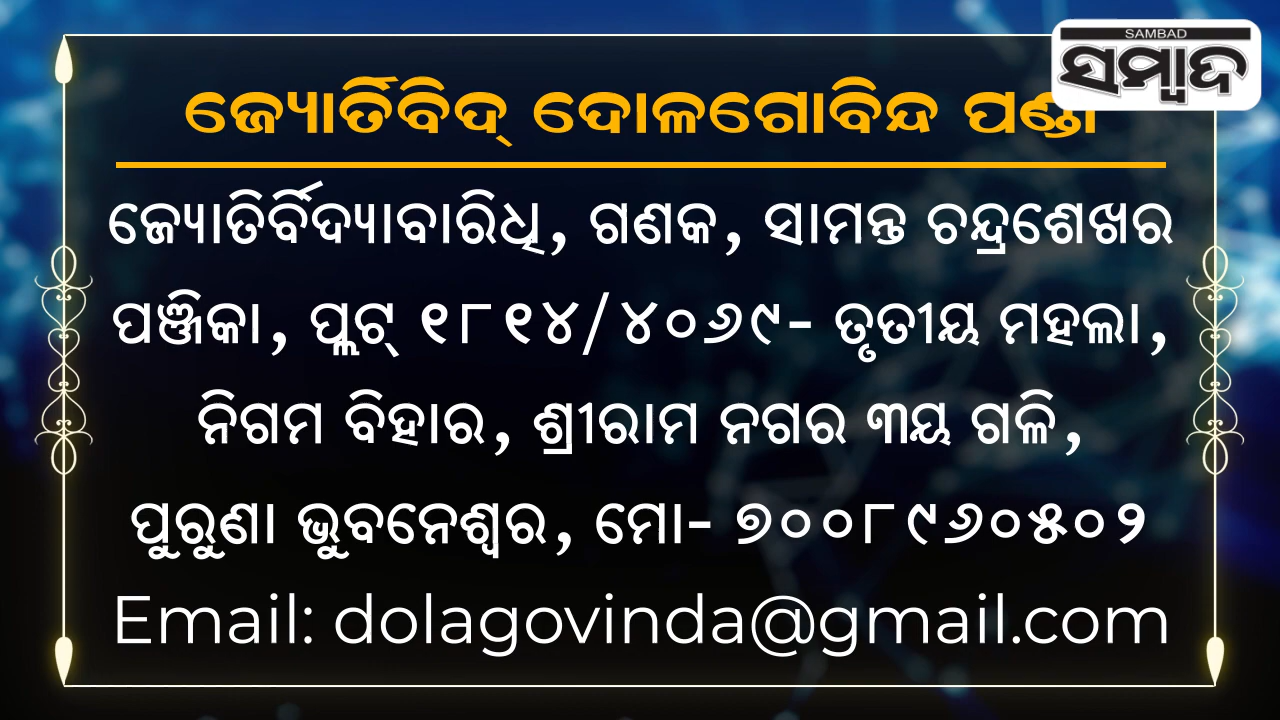 SAMBAD
ସମ୍ବାଦ
ଜ୍ୟୋର୍ତିବିଦ୍ ଦୋଳଗୋବିନ୍ଦ ପଣ୍ଡା
ଜ୍ୟୋତିର୍ବିଦ୍ୟାବାରିଧି, ଗଣକ, ସାମନ୍ତ ଚନ୍ଦ୍ରଶେଖର
ପଞ୍ଜିକା, ପ୍ଲଟ୍ ୧୮୧୪/୪୦୬୯- ତୃତୀୟ ମହଲା,
ନିଗମ ବିହାର, ଶ୍ରୀରାମ ନଗର ୩ୟ ଗଳି,
ପୁରୁଣା ଭୁବନେଶ୍ୱର, ମୋ- ୭୦୦୮୯୬୦୫୦୨
Email: dolagovinda@gmail.com